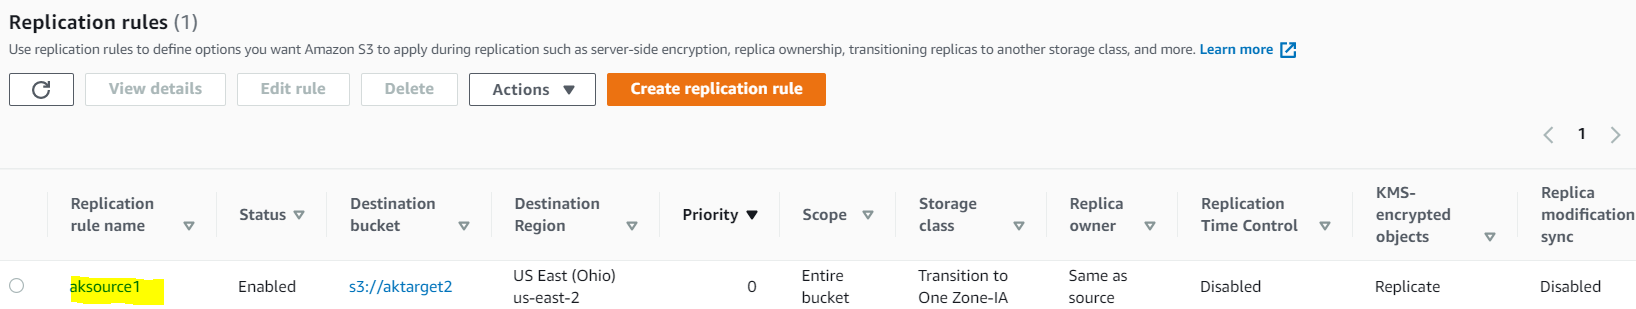 Replication rules (1)
Use replication rules to define options you want Amazon S3 to apply during replication such as server-side encryption, replica ownership, transitioning replicas to another storage class, and more. Learn more
View details Edit rule Delete Actions Create replication rule
1
Replication rule name Status Destination bucket Destination Region Priority Scope Storage class Replica owner Replication Time Control KMS-encrypted objects Replica modification sync
aksource1 Enabled s3://aktarget2 US East (Ohio) us-east-2 0 Entire bucket Transition to One Zone-IA Same as source Disabled Replicate Disabled